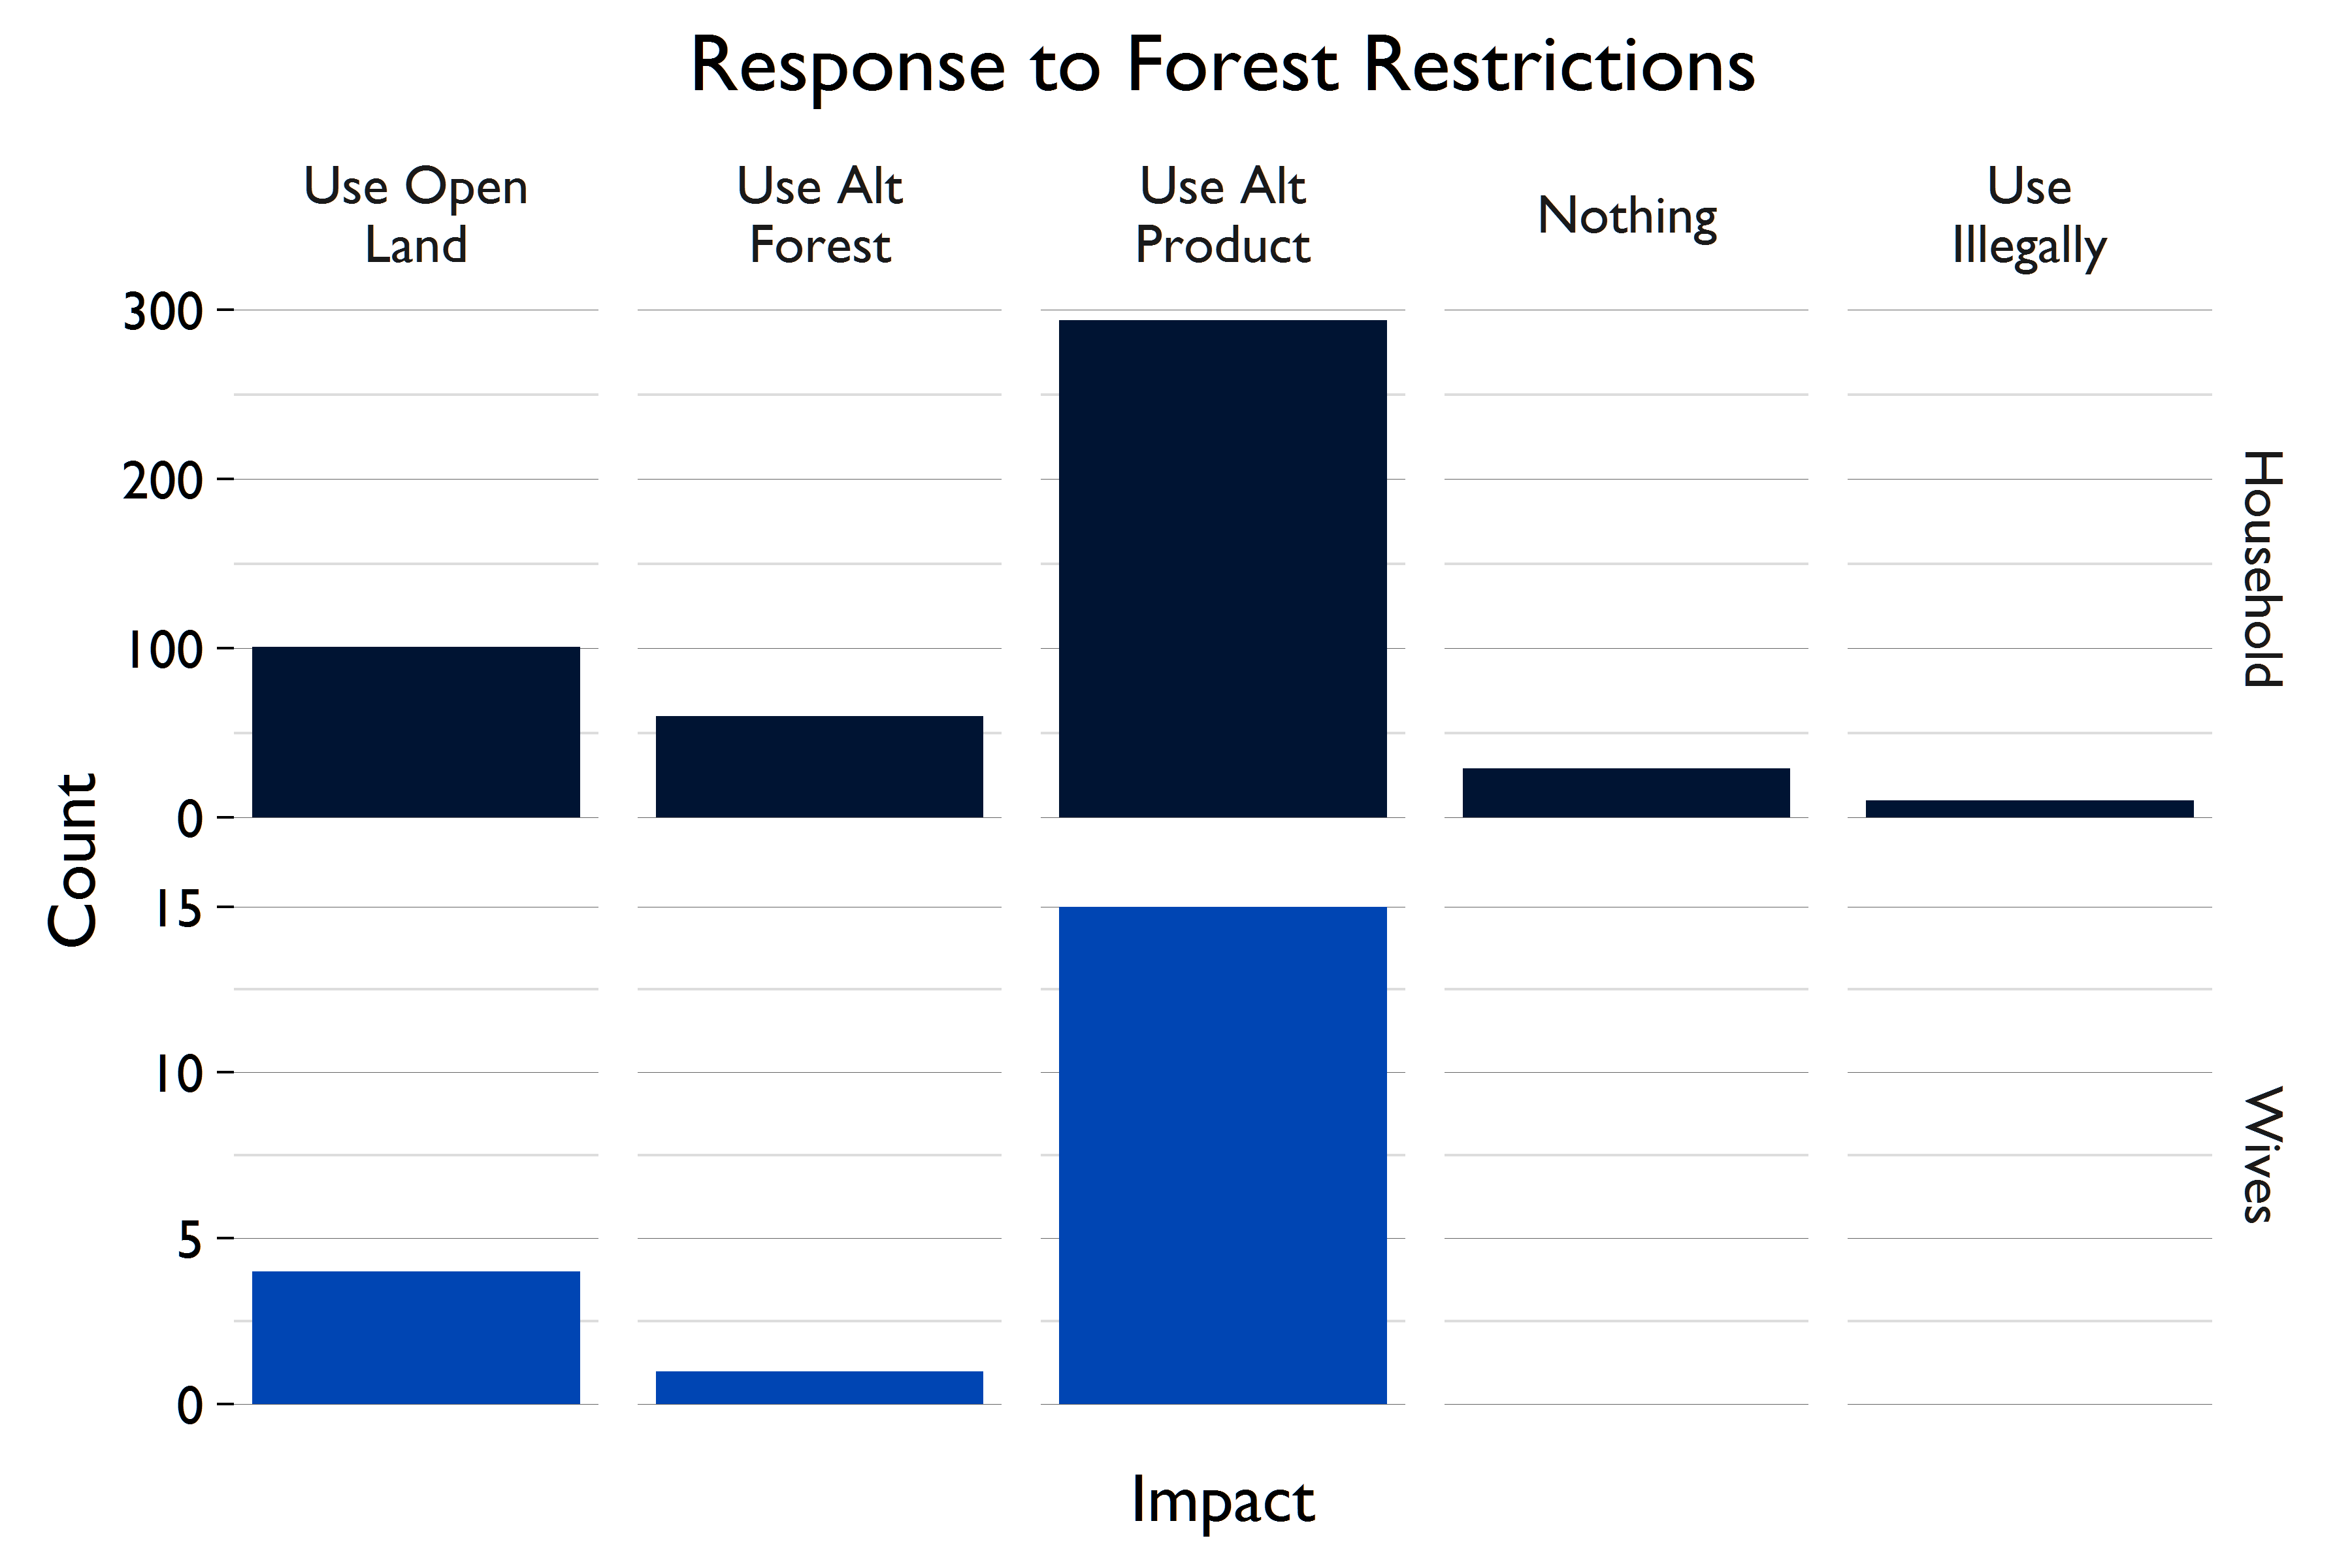 Response to Forest Restrictions
Use Open
Land
Use Alt
Forest
Use Alt
Product
Nothing
Use
Illegally
300
200
100
0
Household
Count
15
10
5
0
Wives
Impact